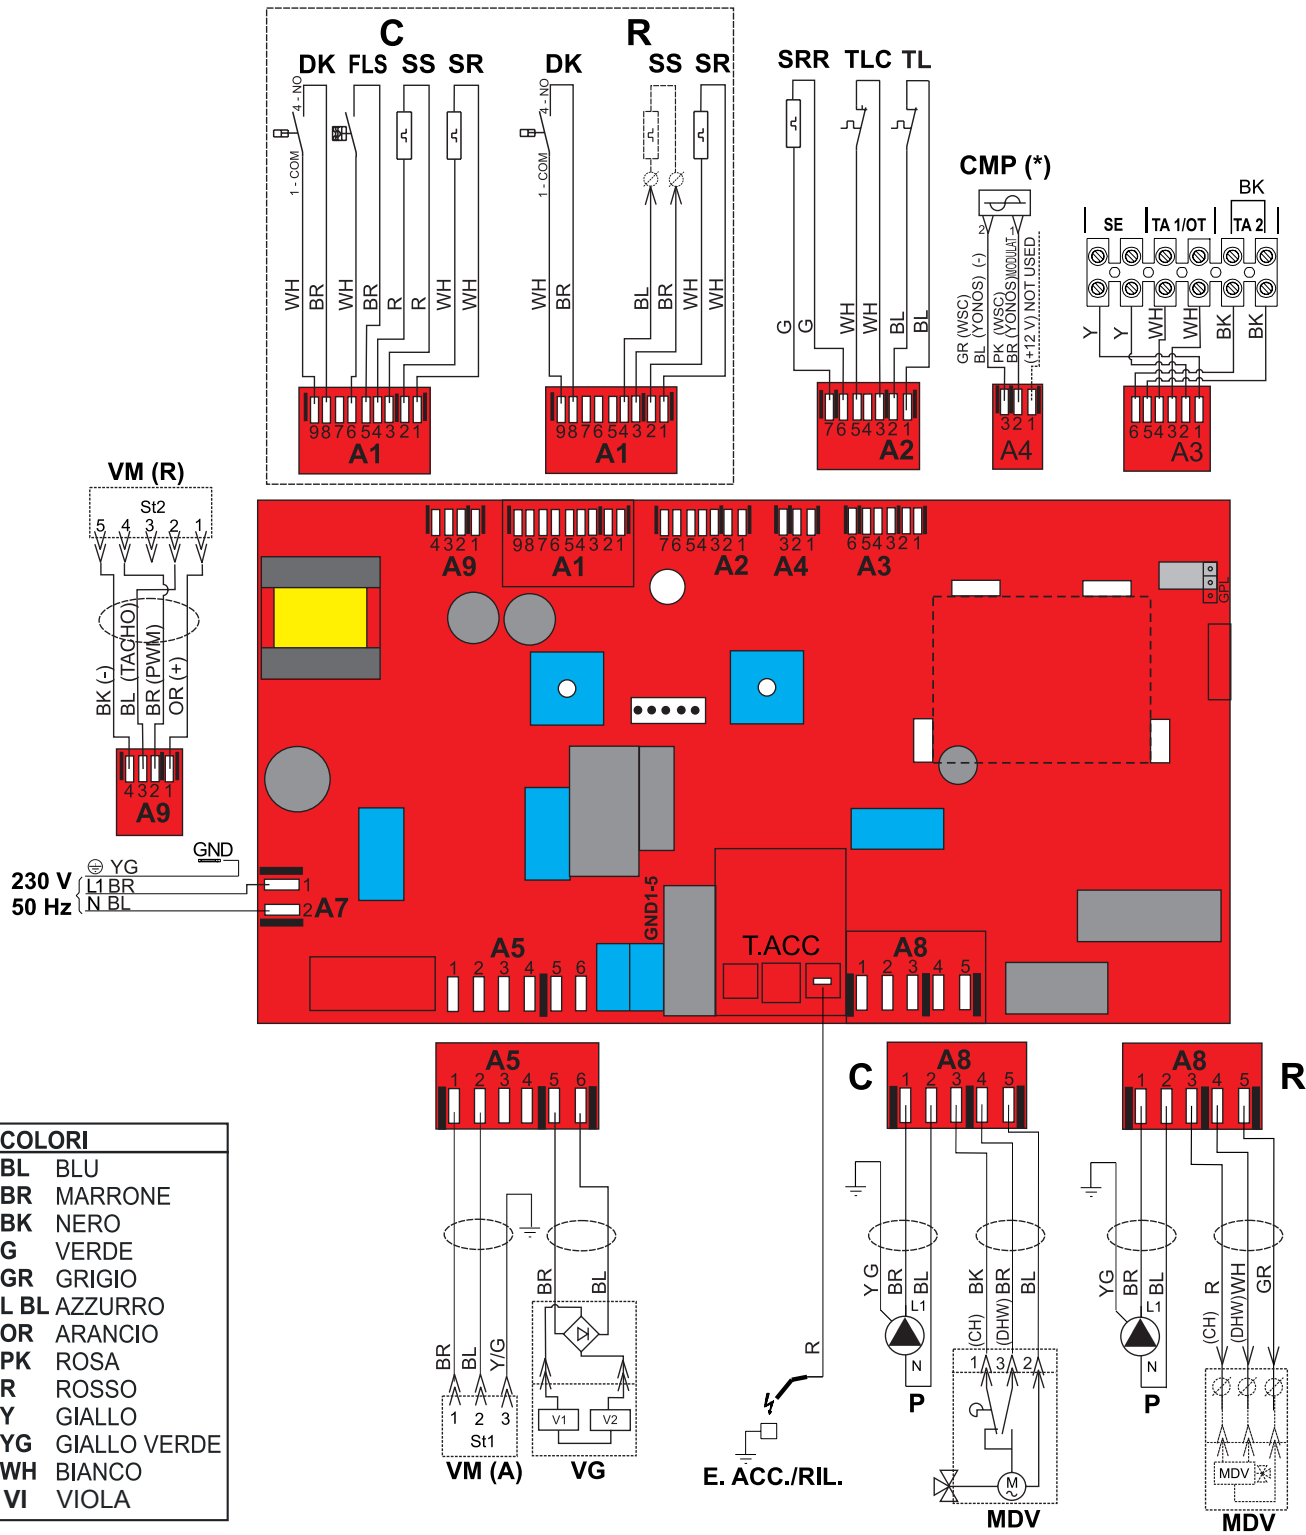 C
R
DK FLS SS SR
DK SS SR
SRR TLC TL
4 - NO
1 - COM
4 - NO
1 - COM
WH BR WH BR R R WH WH
WH BR BL BR WH WH
G G WH WH BL BL
CMP (*)
2 1
GR (WSC)
BL (YONOS) (-)
PK (WSC)
BR (YONOS)MODULAT
(+12 V) NOT USED
BK
SE TA 1/OT TA 2
Y Y WH WH BK BK
9 8 7 6 5 4 3 2 1
A1
9 8 7 6 5 4 3 2 1
A1
7 6 5 4 3 2 1
A2
3 2 1
A4
6 5 4 3 2 1
A3
VM (R)
St2
5 4 3 2 1
BK (-)
BL (TACHO)
BR (PWM)
OR (+)
4 3 2 1
A9
4 3 2 1
A9
9 8 7 6 5 4 3 2 1
A1
7 6 5 4 3 2 1
A2
3 2 1
A4
6 5 4 3 2 1
A3
GPL
GND
YG
230 V L1 BR
50 Hz N BL
1
2 A7
GND1-5
T.ACC
A5
1 2 3 4 5 6
A8
1 2 3 4 5
A5
1 2 3 4 5 6
BR BL Y/G
1 2 3
St1
VM (A)
BR BL
V1 V2
VG
R
E. ACC./RIL.
C
A8
1 2 3 4 5
Y G BR BL
L1
N
P
(CH) BK (DHW) BR BL
1 3 2
M
~
MDV
A8
1 2 3 4 5
R
YG BR BL
L1
N
P
(CH) R (DHW) WH GR
MDV
MDV
COLORI
BL BLU
BR MARRONE
BK NERO
G VERDE
GR GRIGIO
L BL AZZURRO
OR ARANCIO
PK ROSA
R ROSSO
Y GIALLO
YG GIALLO VERDE
WH BIANCO
VI VIOLA